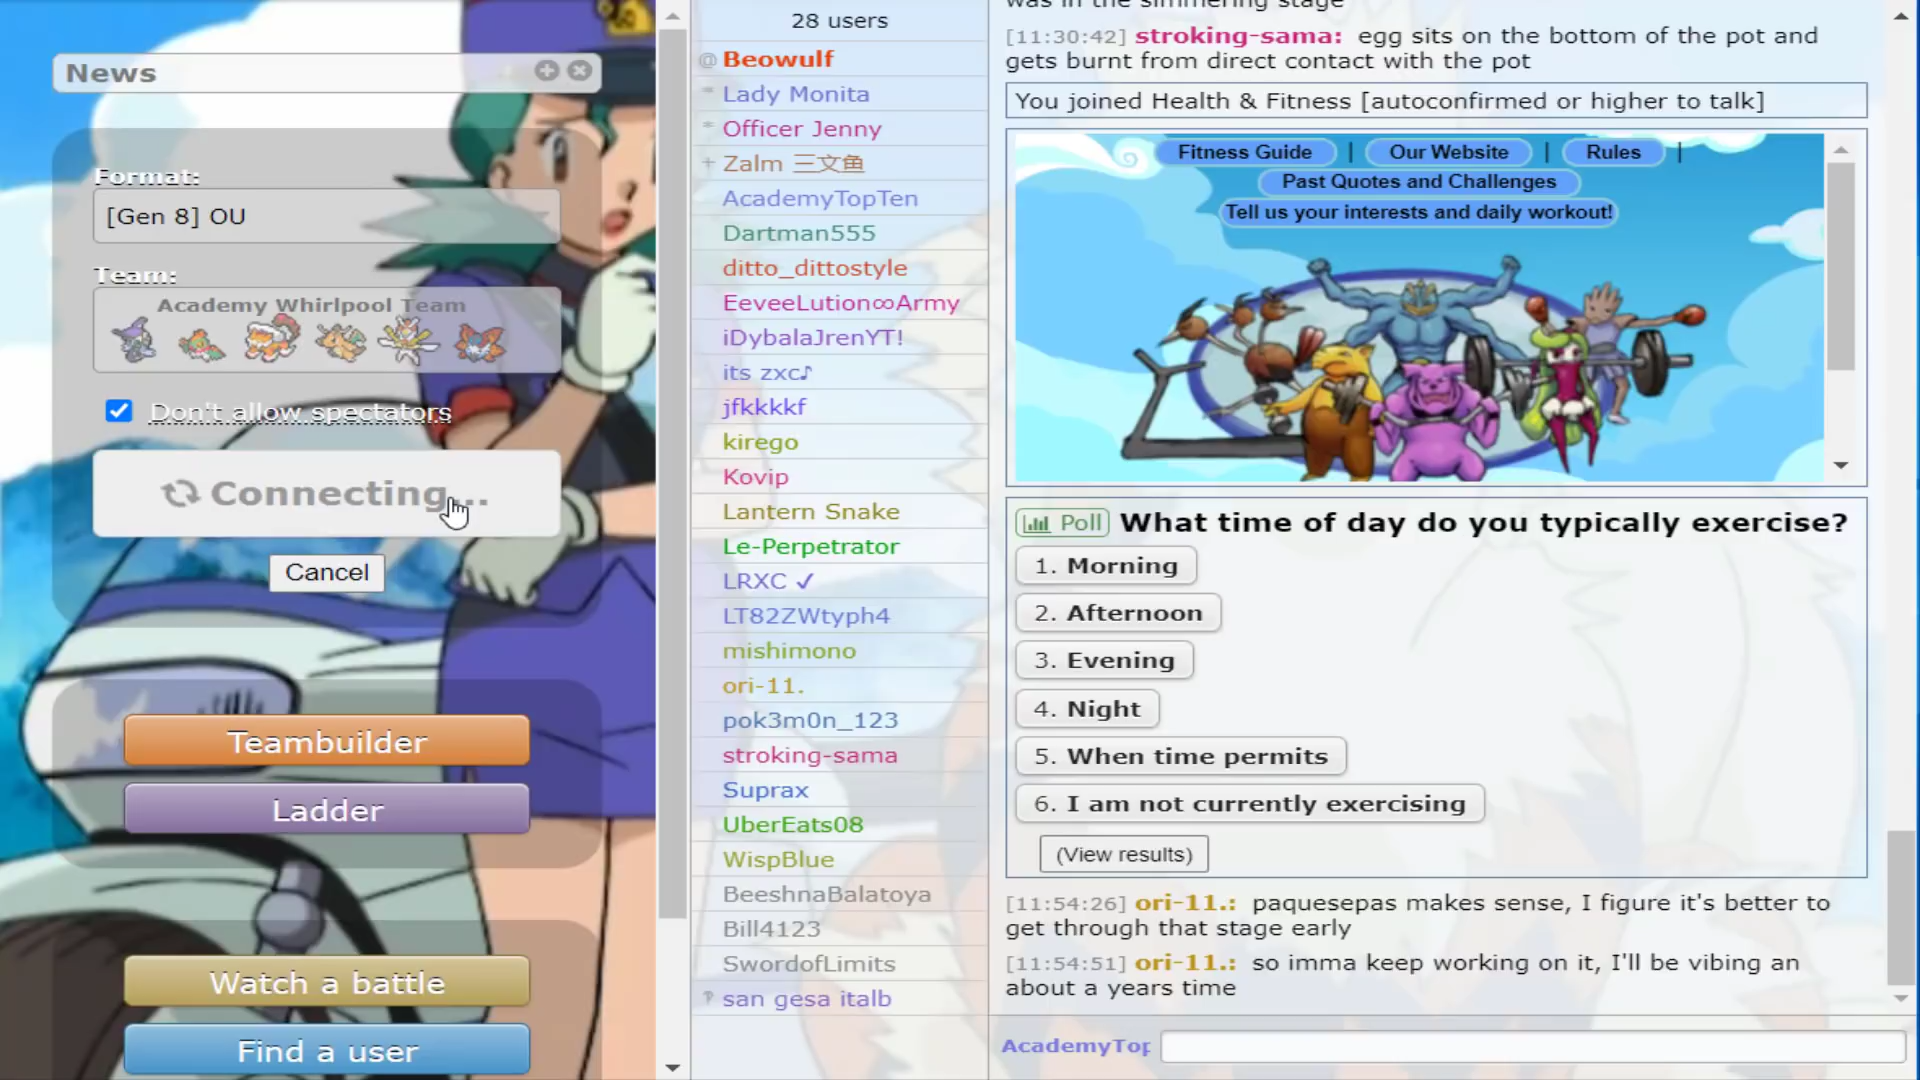 News
Format:
[Gen 8] OU
Team:
Academy Whirlpool Team
Don't allow spectators
Connecting...
Cancel
Teambuilder
Ladder
Watch a battle
Find a user
28 users
@Beowulf
Lady Monita
* Officer Jenny
+ Zalm 三文鱼
AcademyTopTen
Dartman555
ditto_dittostyle
EeveeLution∞Army
iDybalaJrenYT!
its zxc♪
jfkkkkf
kirego
Kovip
Lantern Snake
Le-Perpetrator
LRXC ✓
LT82ZWtyph4
mishimono
ori-11.
pok3m0n_123
stroking-sama
Suprax
UberEats08
WispBlue
BeeshnaBalatoya
Bill4123
SwordofLimits
san gesa italb
was in the simmering stage
[11:30:42] stroking-sama: egg sits on the bottom of the pot and
gets burnt from direct contact with the pot
You joined Health & Fitness [autoconfirmed or higher to talk]
Fitness Guide | Our Website | Rules |
Past Quotes and Challenges
Tell us your interests and daily workout!
Poll What time of day do you typically exercise?
1. Morning
2. Afternoon
3. Evening
4. Night
5. When time permits
6. I am not currently exercising
(View results)
[11:54:26] ori-11.: paquesepas makes sense, I figure it's better to
get through that stage early
[11:54:51] ori-11.: so imma keep working on it, I'll be vibing an
about a years time
AcademyTop